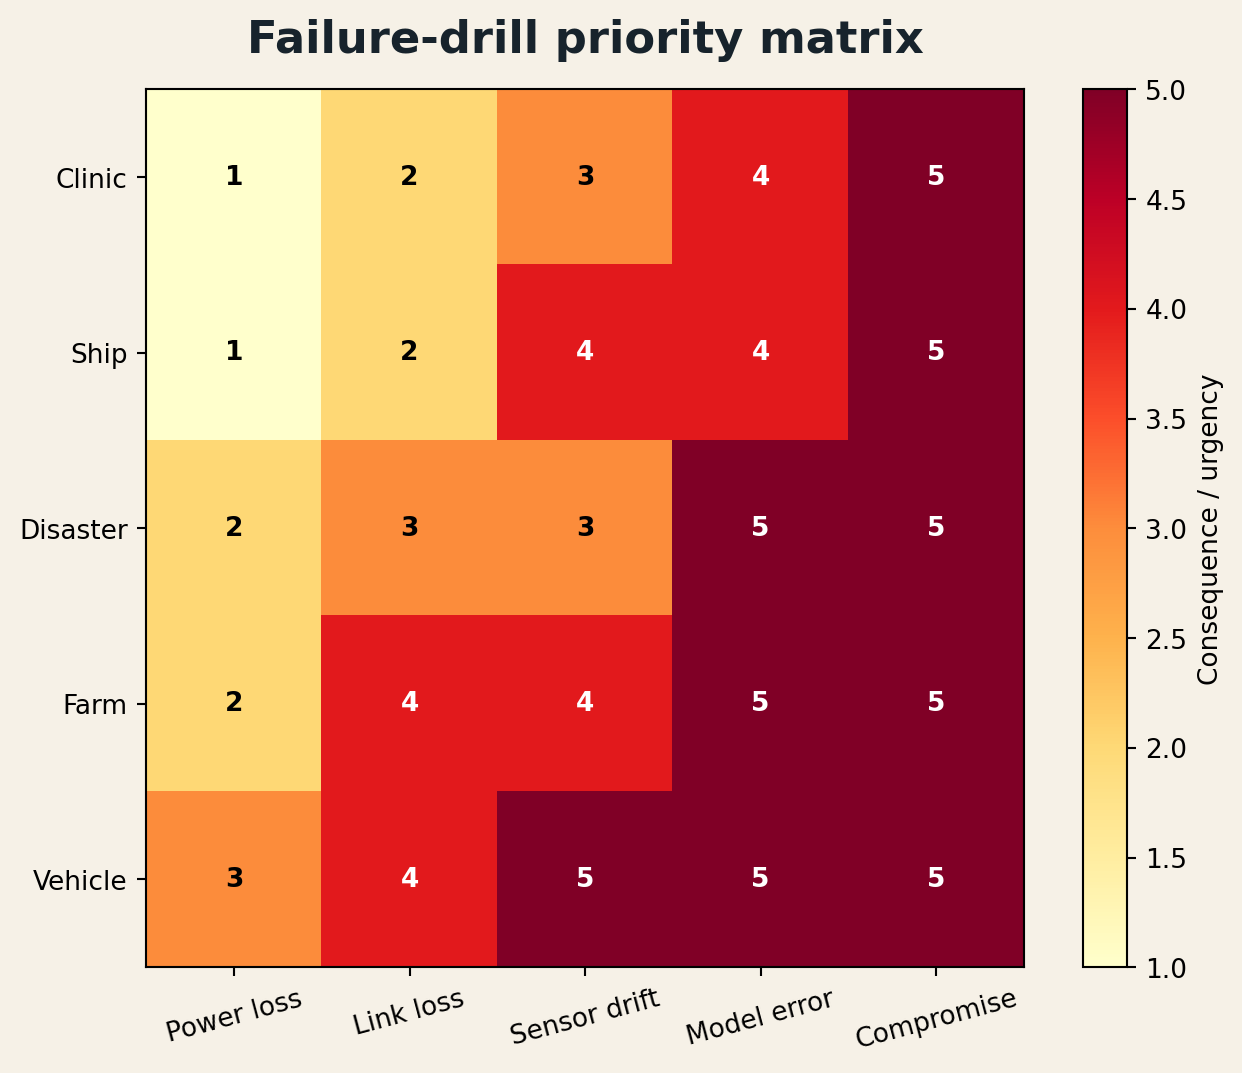 Failure-drill priority matrix
Clinic 1 2 3 4 5
Ship 1 2 4 4 5
Disaster 2 3 3 5 5
Farm 2 4 4 5 5
Vehicle 3 4 5 5 5
Power loss Link loss Sensor drift Model error Compromise
5.0
4.5
4.0
3.5
3.0
2.5
2.0
1.5
1.0
Consequence / urgency